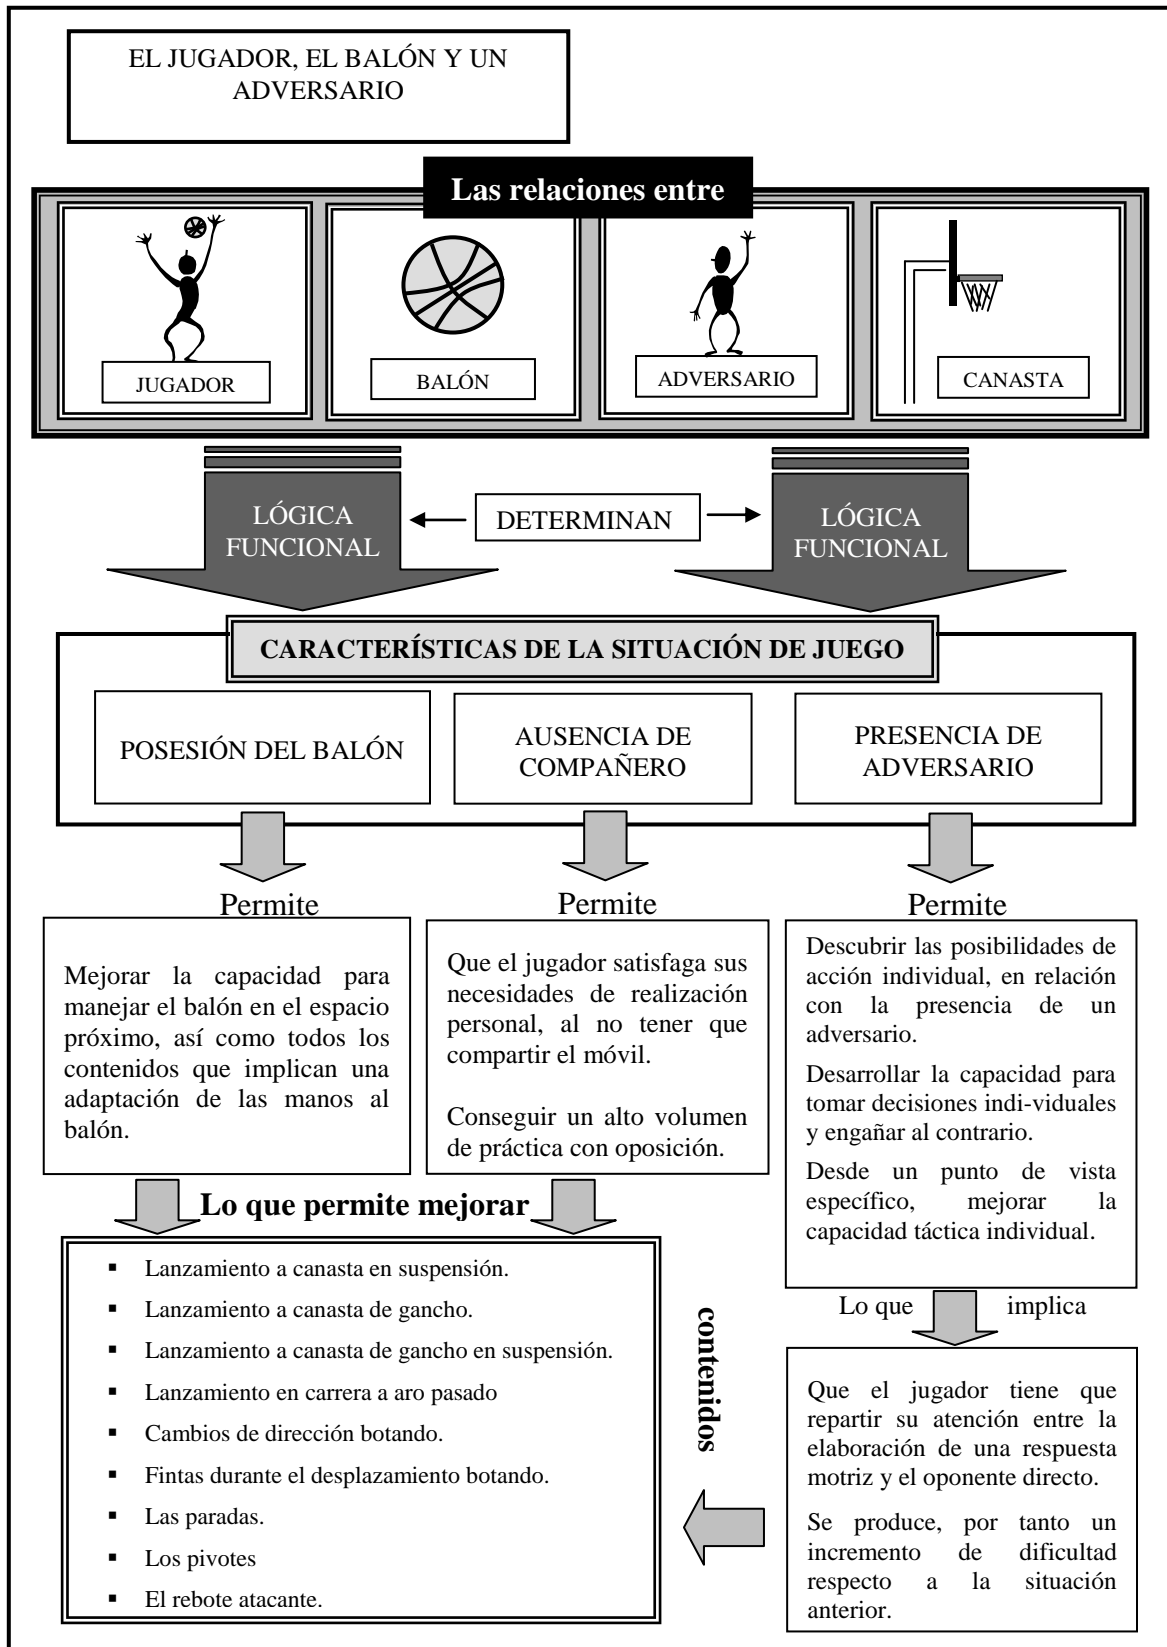 EL JUGADOR, EL BALÓN Y UN
ADVERSARIO
Las relaciones entre
JUGADOR
BALÓN
ADVERSARIO
CANASTA
LÓGICA
FUNCIONAL
DETERMINAN
LÓGICA
FUNCIONAL
CARACTERÍSTICAS DE LA SITUACIÓN DE JUEGO
POSESIÓN DEL BALÓN
AUSENCIA DE
COMPAÑERO
PRESENCIA DE
ADVERSARIO
Permite
Permite
Permite
Mejorar la capacidad para
manejar el balón en el espacio
próximo, así como todos los
contenidos que implican una
adaptación de las manos al
balón.
Que el jugador satisfaga sus
necesidades de realización
personal, al no tener que
compartir el móvil.
Conseguir un alto volumen
de práctica con oposición.
Descubrir las posibilidades de
acción individual, en relación
con la presencia de un
adversario.
Desarrollar la capacidad para
tomar decisiones indi-viduales
y engañar al contrario.
Desde un punto de vista
específico, mejorar la
capacidad táctica individual.
Lo que permite mejorar
▪ Lanzamiento a canasta en suspensión.
▪ Lanzamiento a canasta de gancho.
▪ Lanzamiento a canasta de gancho en suspensión.
▪ Lanzamiento en carrera a aro pasado
▪ Cambios de dirección botando.
▪ Fintas durante el desplazamiento botando.
▪ Las paradas.
▪ Los pivotes
▪ El rebote atacante.
contenidos
Lo que implica
Que el jugador tiene que
repartir su atención entre la
elaboración de una respuesta
motriz y el oponente directo.
Se produce, por tanto un
incremento de dificultad
respecto a la situación
anterior.